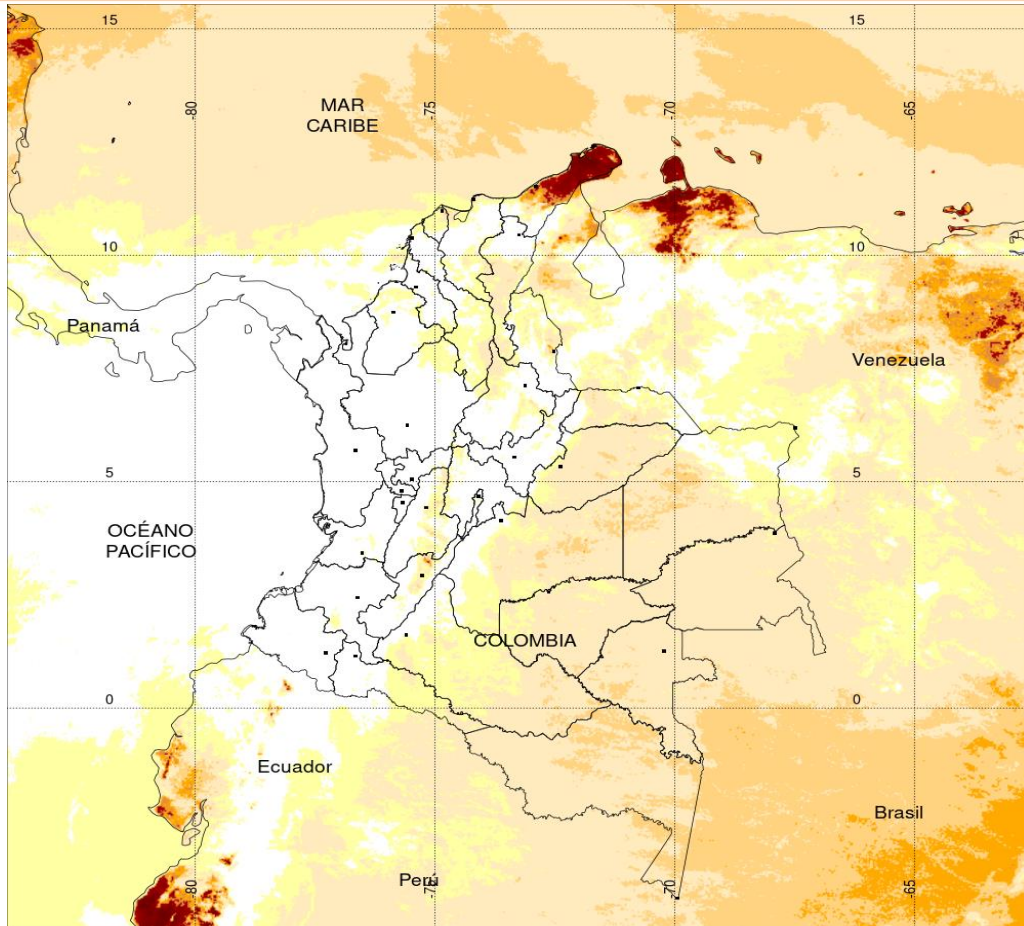 15
15
-80
-75
-70
-65
MAR
CARIBE
10
10
Panamá
Venezuela
5
5
OCÉANO
PACÍFICO
COLOMBIA
0
0
Ecuador
Brasil
Perú
-80
-75
-70
-65